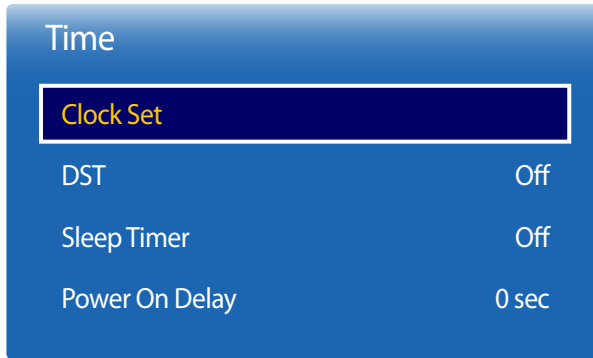 Time
Clock Set
DST Off
Sleep Timer Off
Power On Delay 0 sec